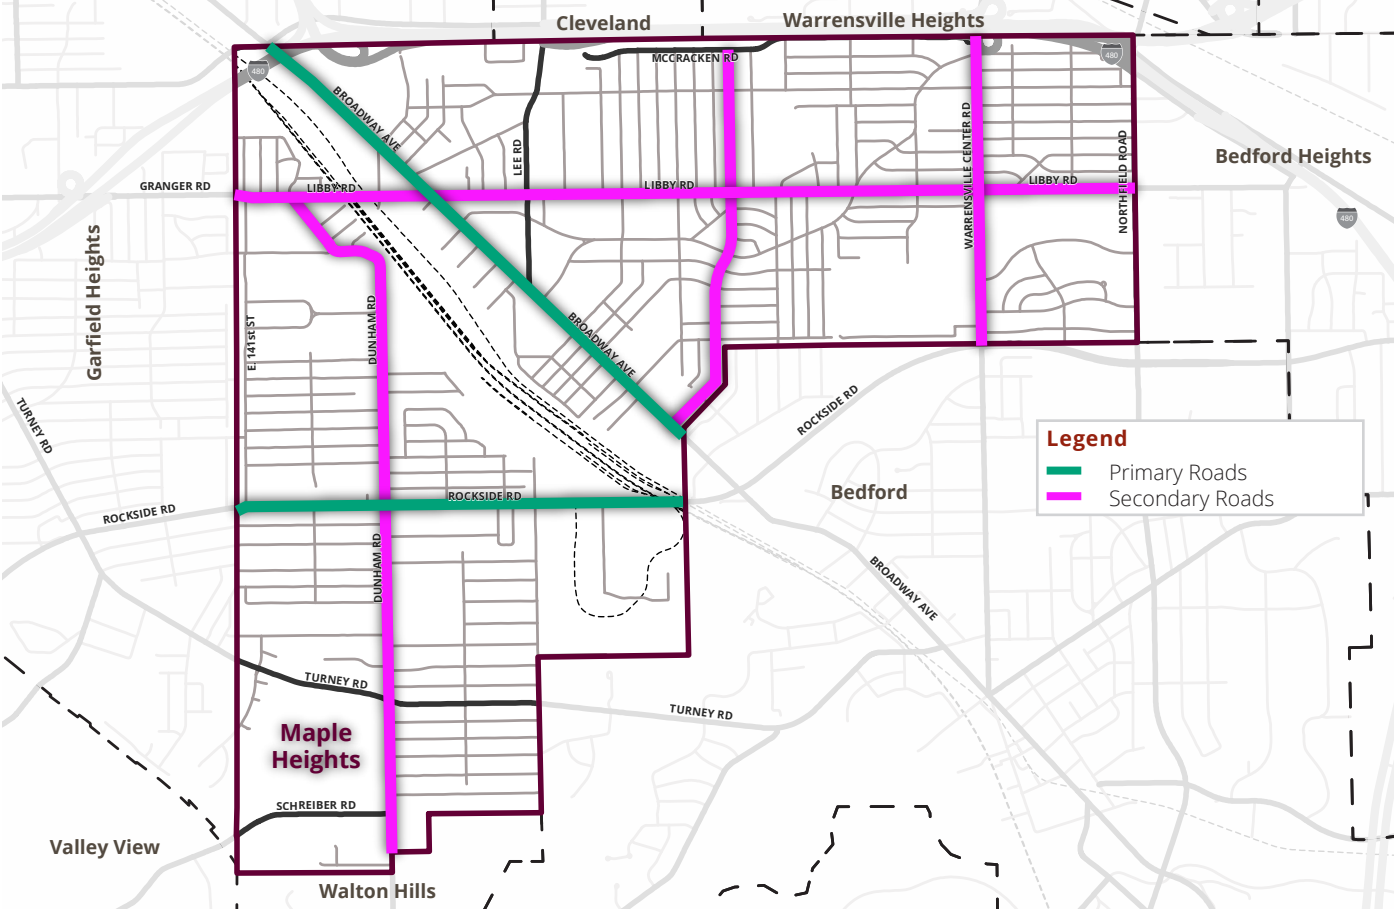 Cleveland
Warrensville Heights
MCCRACKEN RD
480
480
BROADWAY AVE
LEE RD
WARRENSVILLE CENTER RD
NORTHFIELD ROAD
Bedford Heights
GRANGER RD
LIBBY RD
LIBBY RD
LIBBY RD
480
Garfield Heights
E 141st ST
DUNHAM RD
BROADWAY AVE
TURNEY RD
ROCKSIDE RD
Legend
Primary Roads
Secondary Roads
ROCKSIDE RD
ROCKSIDE RD
Bedford
DUNHAM RD
BROADWAY AVE
TURNEY RD
TURNEY RD
Maple
Heights
SCHREIBER RD
Valley View
Walton Hills